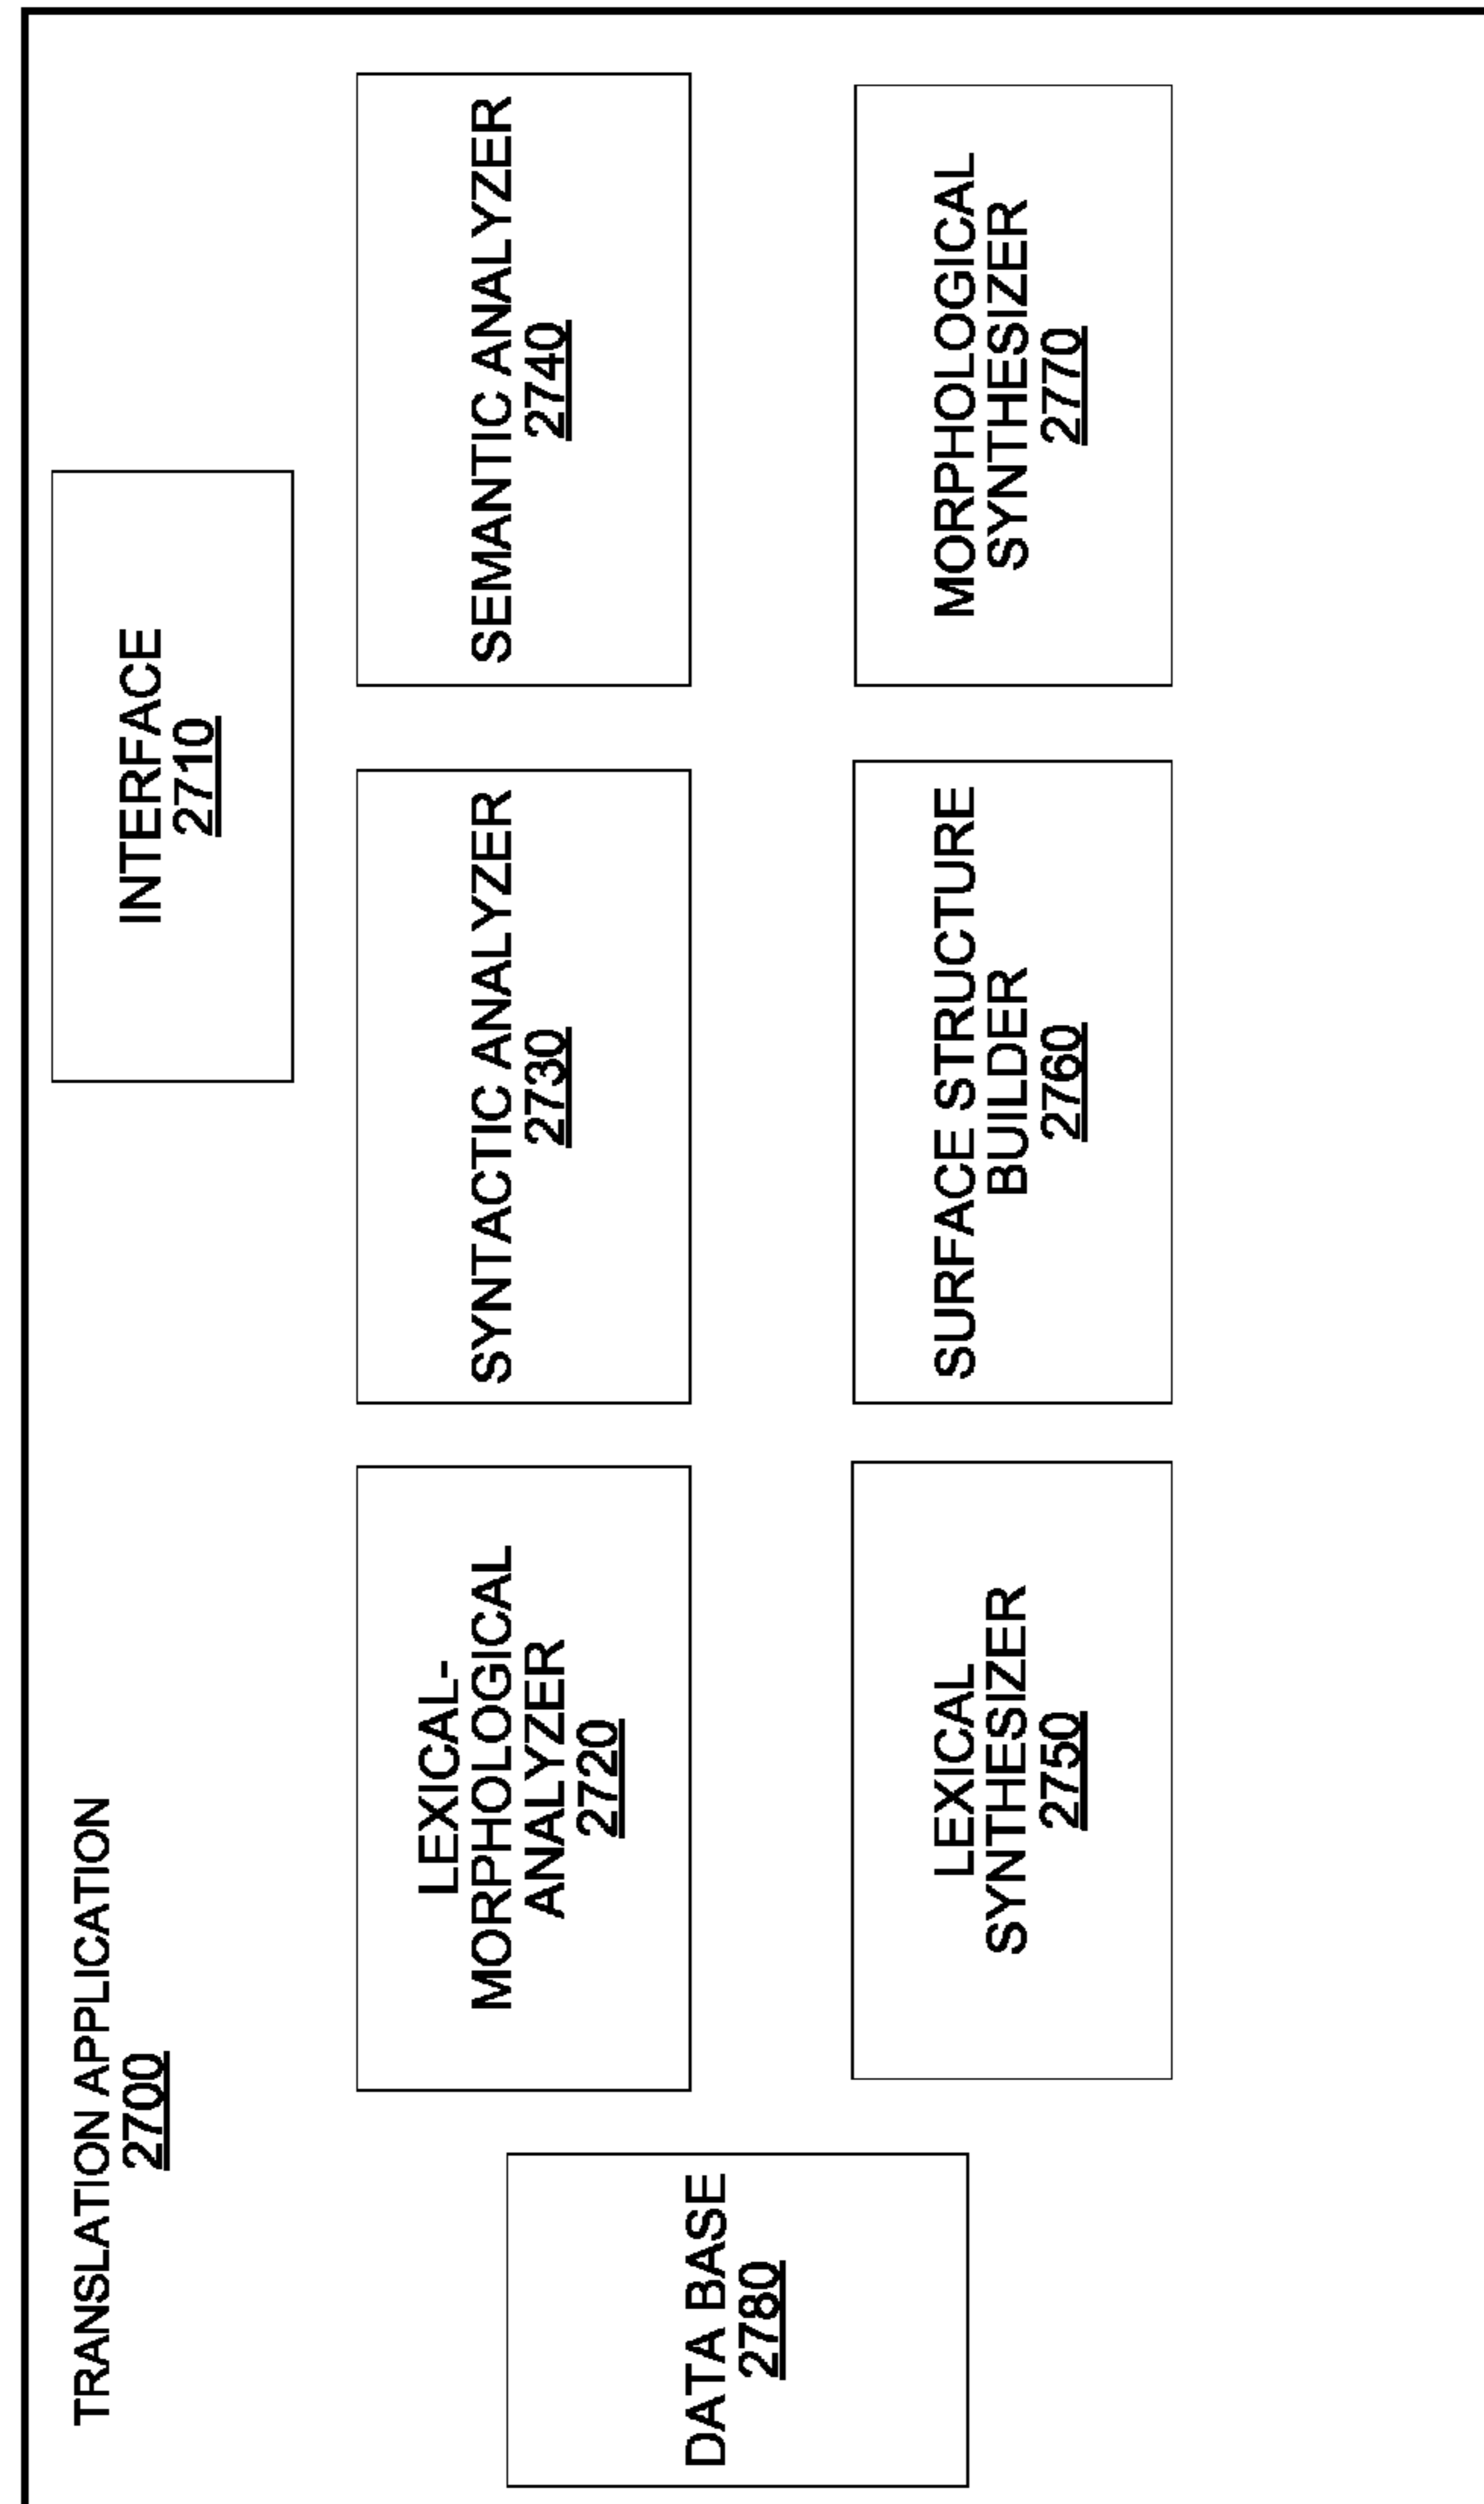 TRANSLATION APPLICATION
2700
INTERFACE
2710
LEXICAL-
MORPHOLOGICAL
ANALYZER
2720
SYNTACTIC ANALYZER
2730
SEMANTIC ANALYZER
2740
DATA BASE
2780
LEXICAL
SYNTHESIZER
2750
SURFACE STRUCTURE
BUILDER
2760
MORPHOLOGICAL
SYNTHESIZER
2770